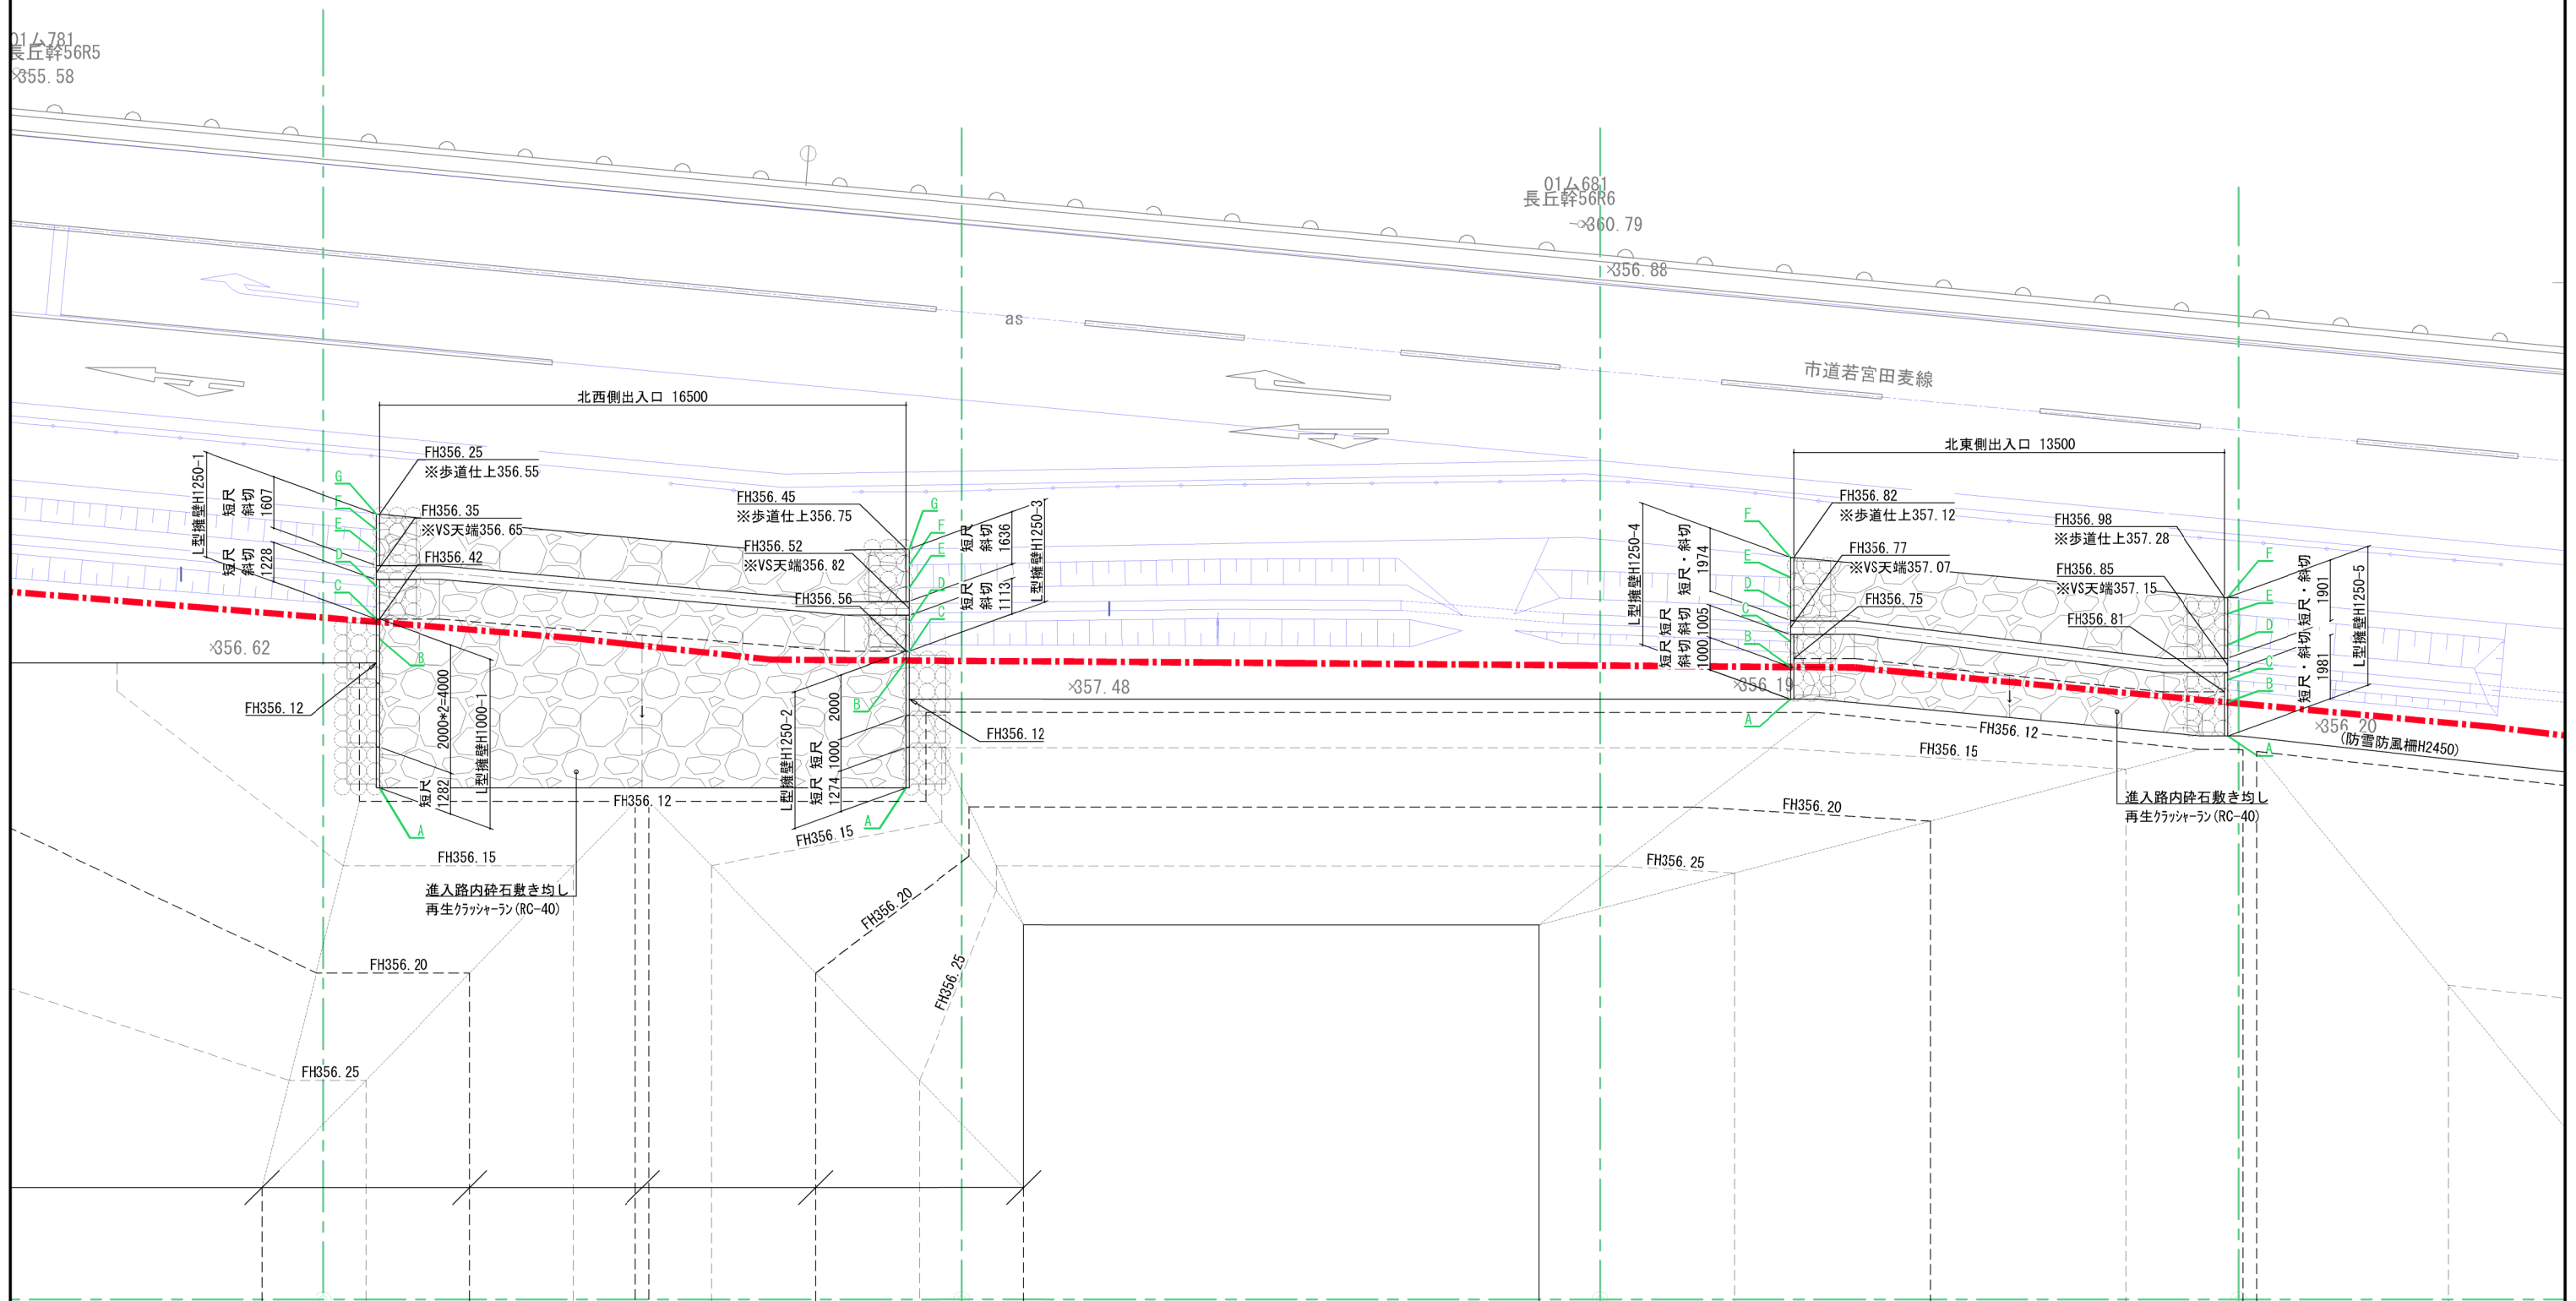 01ム781
長丘幹56R5
355.58
01ム681
長丘幹56R6
360.79
356.88
as
市道若宮田麦線
北西側出入口 16500
北東側出入口 13500
FH356.25
※歩道仕上356.55
FH356.35
※VS天端356.65
FH356.42
L型擁壁H1250-1
短尺
斜切
1607
短尺
斜切
1228
G
F
E
D
C
B
A
FH356.45
※歩道仕上356.75
FH356.52
※VS天端356.82
FH356.56
G
F
E
D
C
B
A
短尺
斜切
1636
短尺
斜切
1113
L型擁壁H1250-3
356.62
FH356.12
2000*2=4000
短尺
1282
L型擁壁H1000-1
L型擁壁H1250-2
2000
短尺
1000
短尺
1274
FH356.12
FH356.12
357.48
FH356.15
FH356.15
進入路内砕石敷き均し
再生クラッシャーラン(RC-40)
FH356.20
FH356.20
FH356.25
FH356.25
FH356.82
※歩道仕上357.12
FH356.77
※VS天端357.07
FH356.75
L型擁壁H1250-4
短尺・斜切
1974
短尺
斜切
1005
短尺
斜切
1000
F
E
D
C
B
A
FH356.98
※歩道仕上357.28
FH356.85
※VS天端357.15
FH356.81
F
E
D
C
B
A
短尺・斜切
1901
短尺・斜切
1981
L型擁壁H1250-5
356.19
356.20
FH356.12
(防雪防風柵H2450)
FH356.15
進入路内砕石敷き均し
再生クラッシャーラン(RC-40)
FH356.20
FH356.25